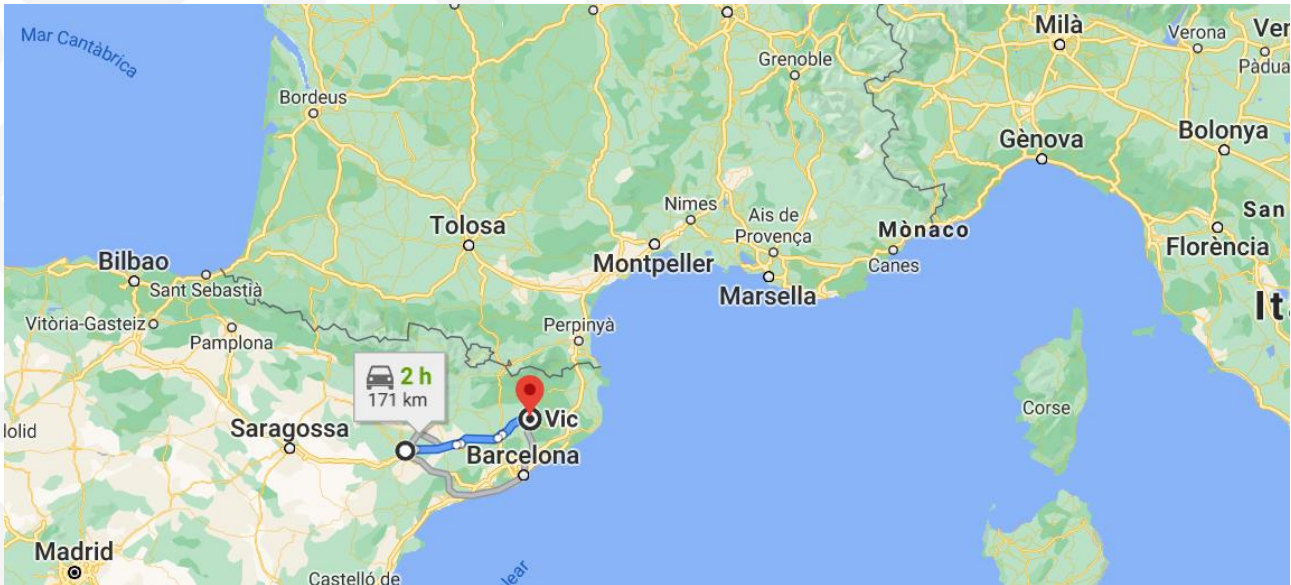 Mar Cantàbrica
Milà
Verona
Ver
Pàdua
Grenoble
Bordeus
Gènova
Bolonya
Nimes
Ais de
Provença
San
Tolosa
Mònaco
Montpeller
Canes
Florència
Bilbao
Sant Sebastià
Marsella
Vitòria-Gasteiz
Pamplona
Perpinyà
It
2 h
171 km
Corse
Vic
olid
Saragossa
Barcelona
Madrid
Castelló de
lear